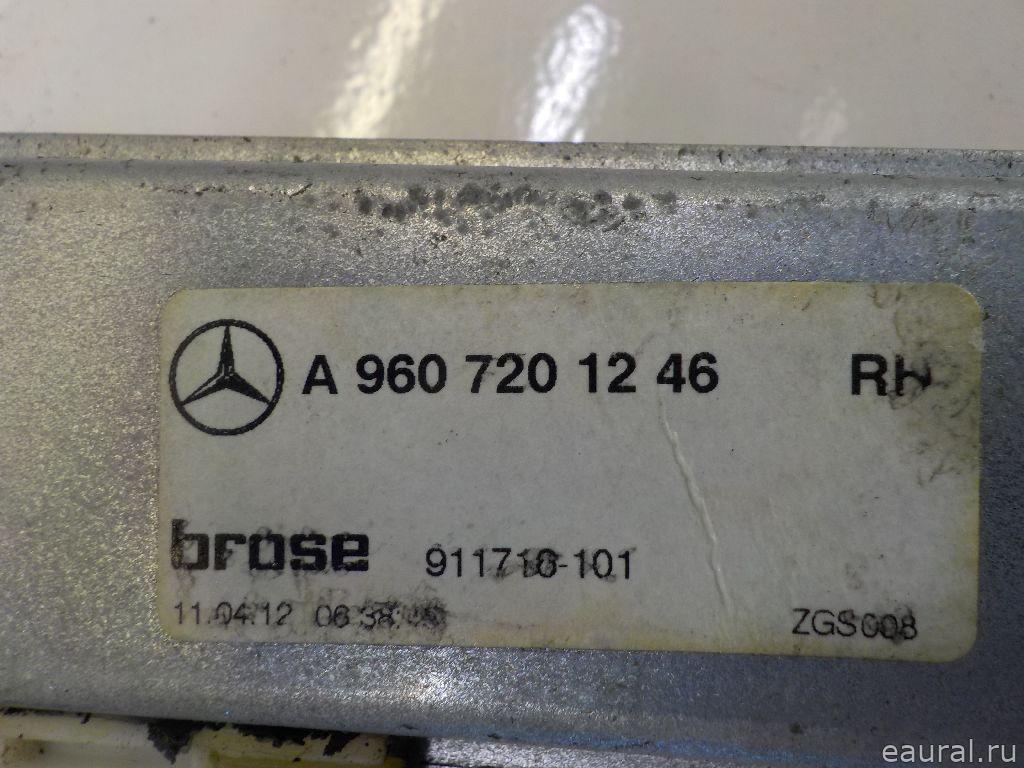 A 960 720 12 46 RH
brose 911716-101
11.04.12 06:38 ZGS008
eaural.ru